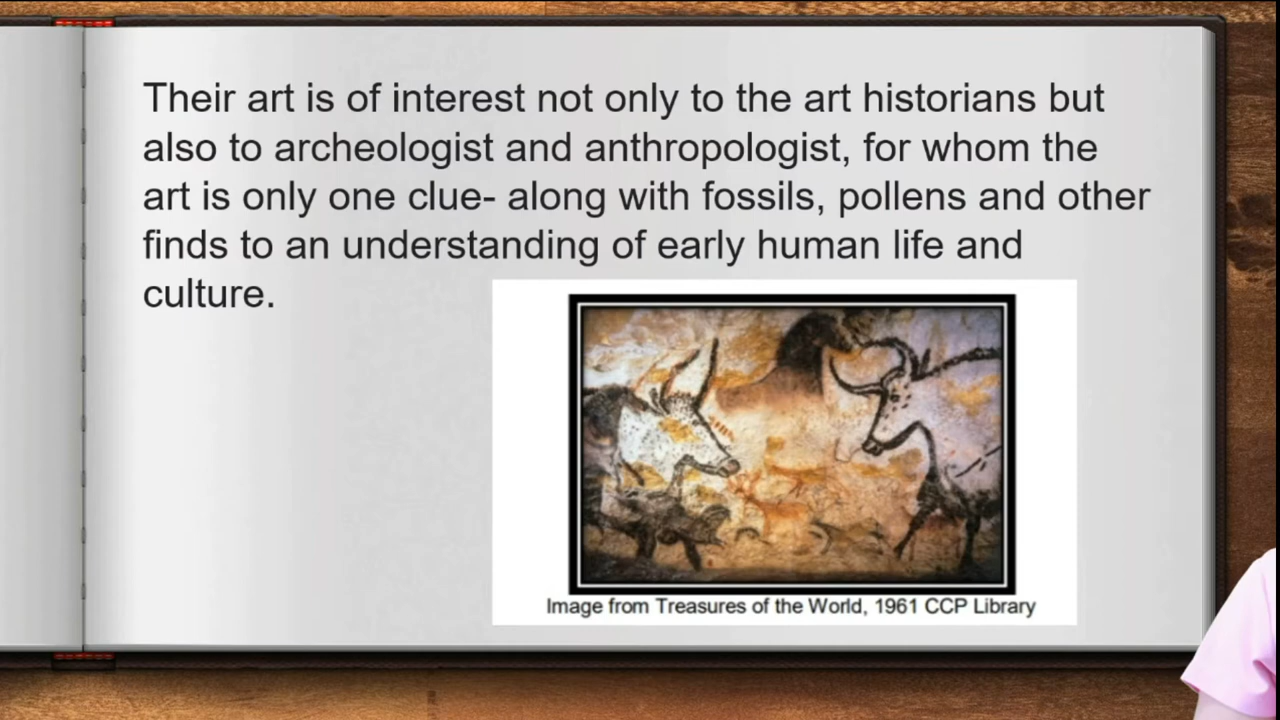 Their art is of interest not only to the art historians but
also to archeologist and anthropologist, for whom the
art is only one clue- along with fossils, pollens and other
finds to an understanding of early human life and
culture.
Image from Treasures of the World, 1961 CCP Library